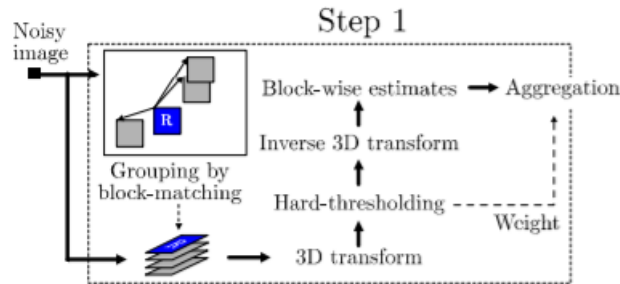 Step 1
Noisy
image
R
Block-wise estimates
Aggregation
Inverse 3D transform
Grouping by
block-matching
Hard-thresholding
Weight
3D transform